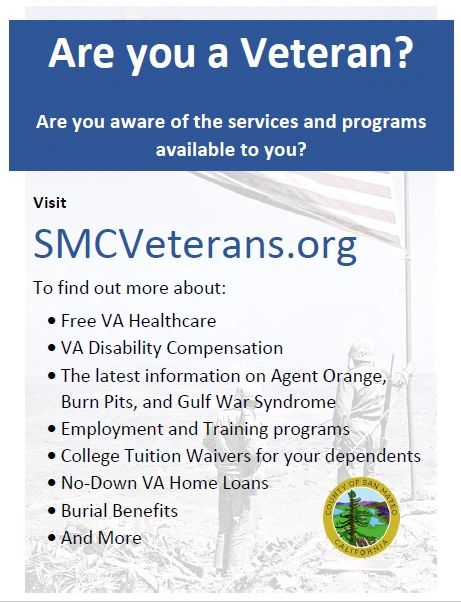 Are you a Veteran?
Are you aware of the services and programs
available to you?
Visit
SMCVeterans.org
To find out more about:
• Free VA Healthcare
• VA Disability Compensation
• The latest information on Agent Orange,
Burn Pits, and Gulf War Syndrome
• Employment and Training programs
• College Tuition Waivers for your dependents
• No-Down VA Home Loans
• Burial Benefits
• And More
COUNTY OF SAN MATEO
CALIFORNIA